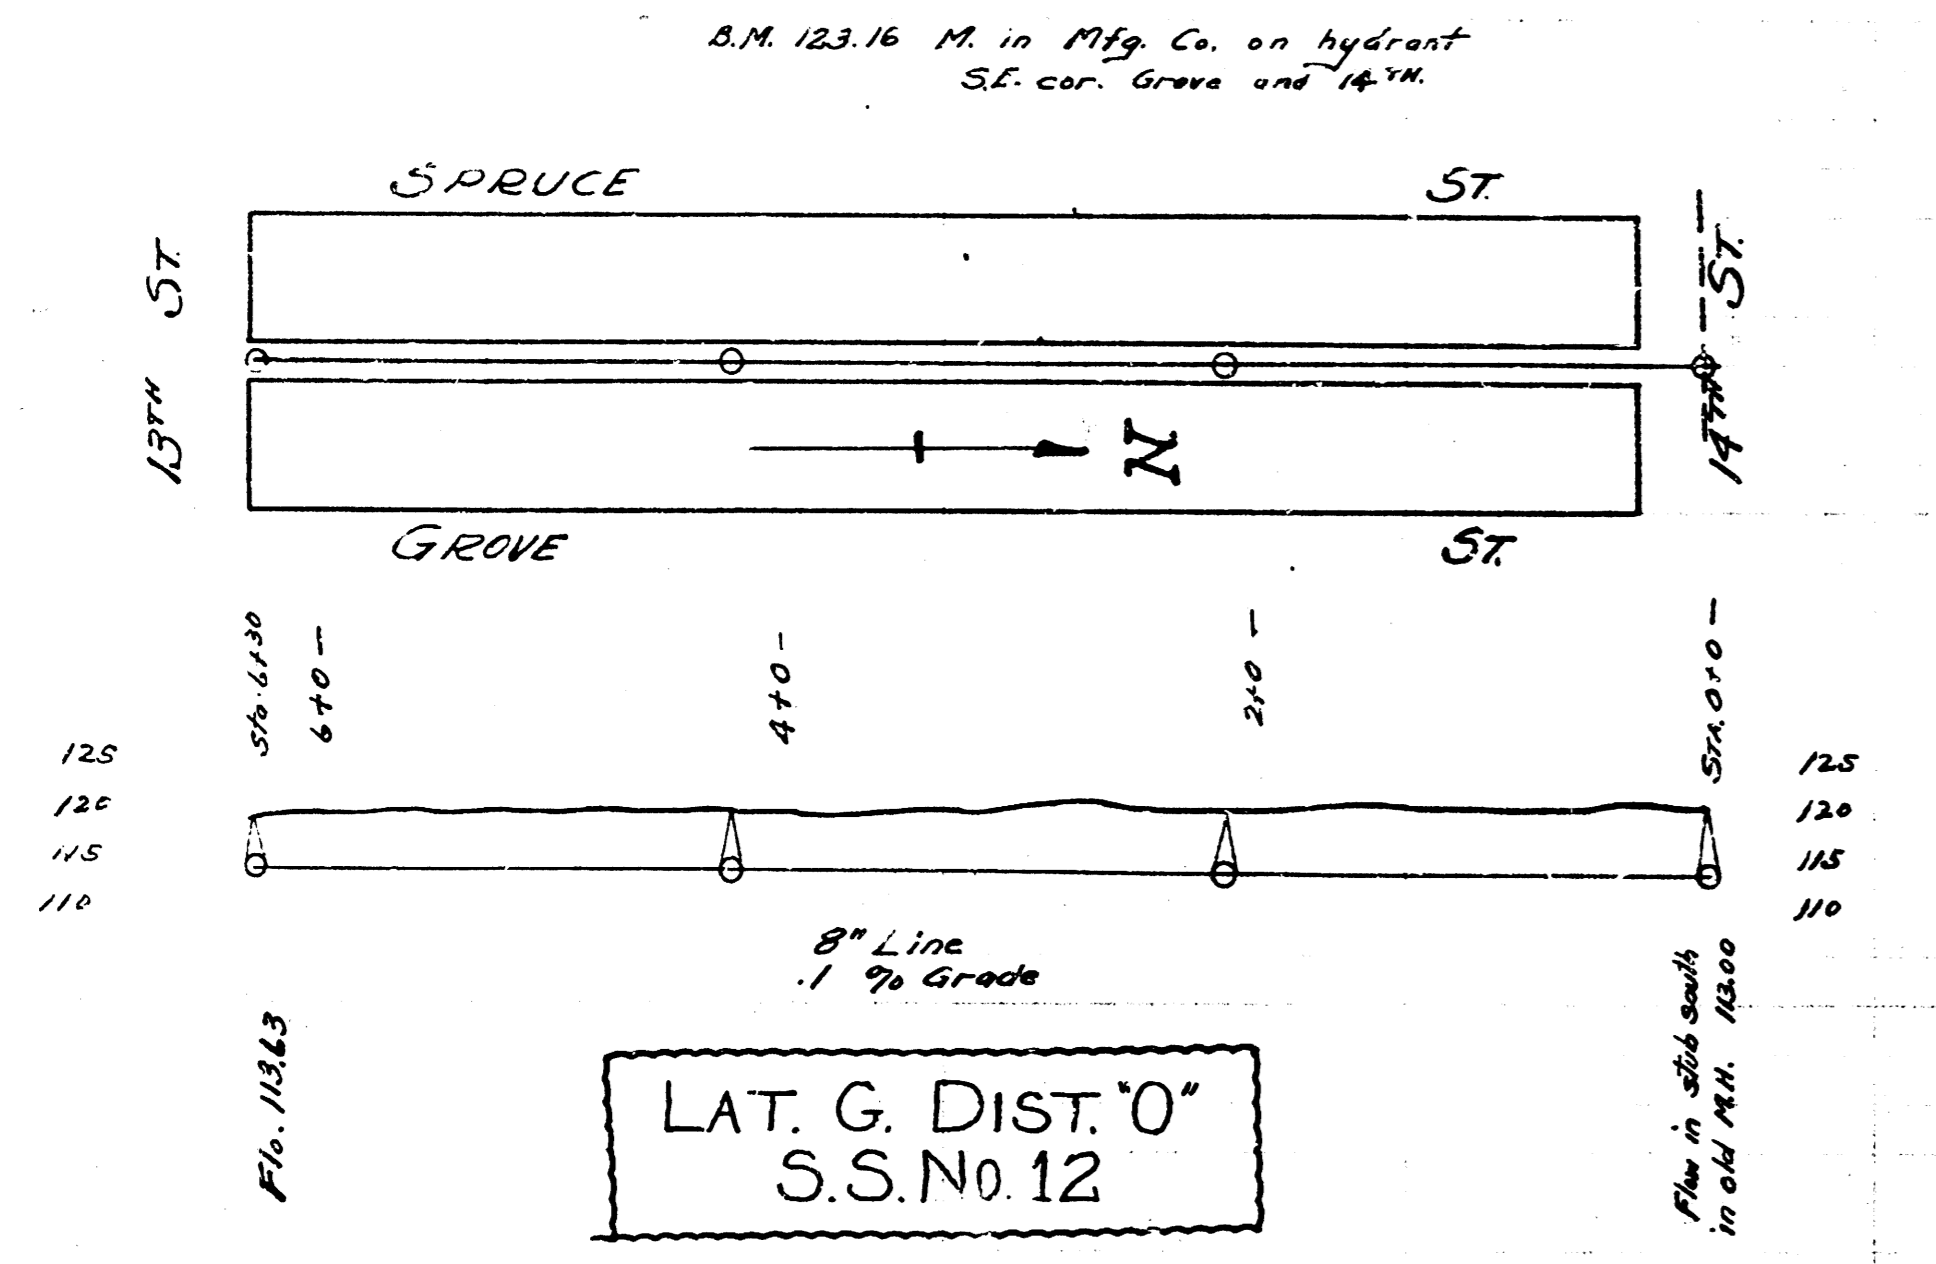 B.M. 123.16 M. in Mfg. Co. on hydrant
S.E. cor. Grove and 14TH.
SPRUCE ST.
13TH ST.
14TH ST.
N
GROVE ST.
Sta. 6+30
6+0 —
4+0 —
2+0 —
STA. 0+0 —
125
120
115
110
125
120
115
110
8" Line
.1 % Grade
Flo. 113.63
Flow in stub south
in old M.H. 113.00
LAT. G. DIST. "O"
S.S. No. 12